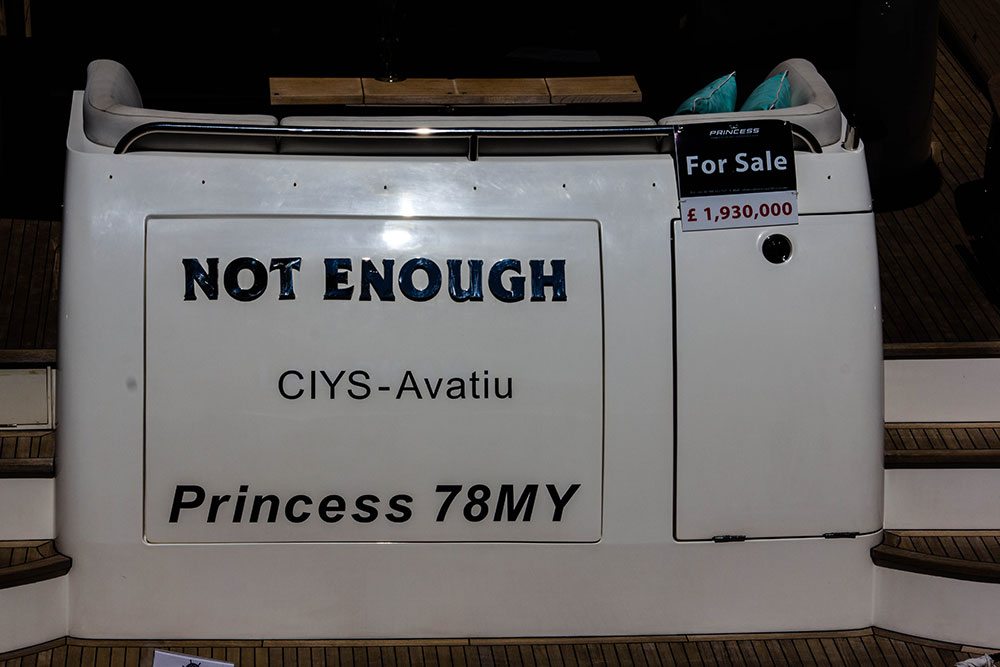 PRINCESS
For Sale
£ 1,930,000
NOT ENOUGH
CIYS-Avatiu
Princess 78MY